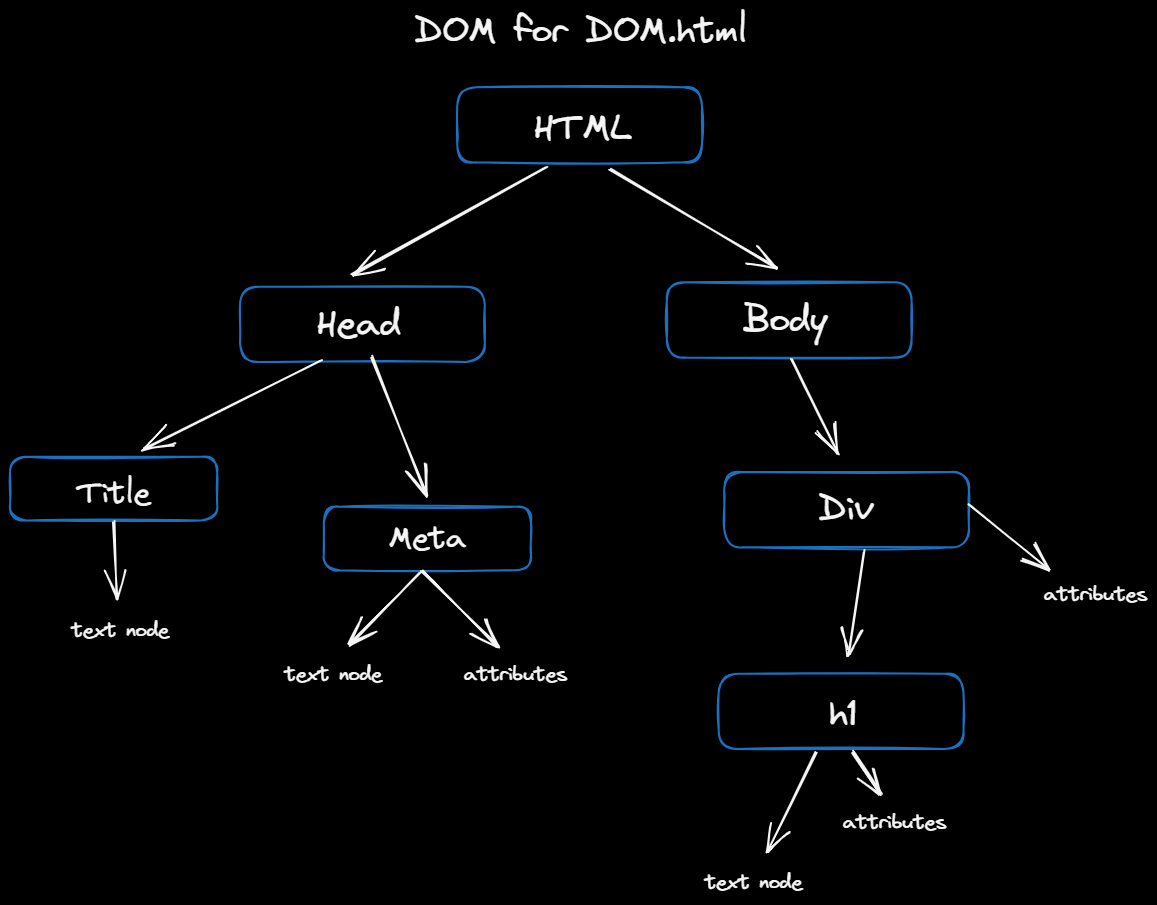 DOM for DOM.html
HTML
Head
Body
Title
Meta
Div
text node
text node
attributes
attributes
h1
attributes
text node